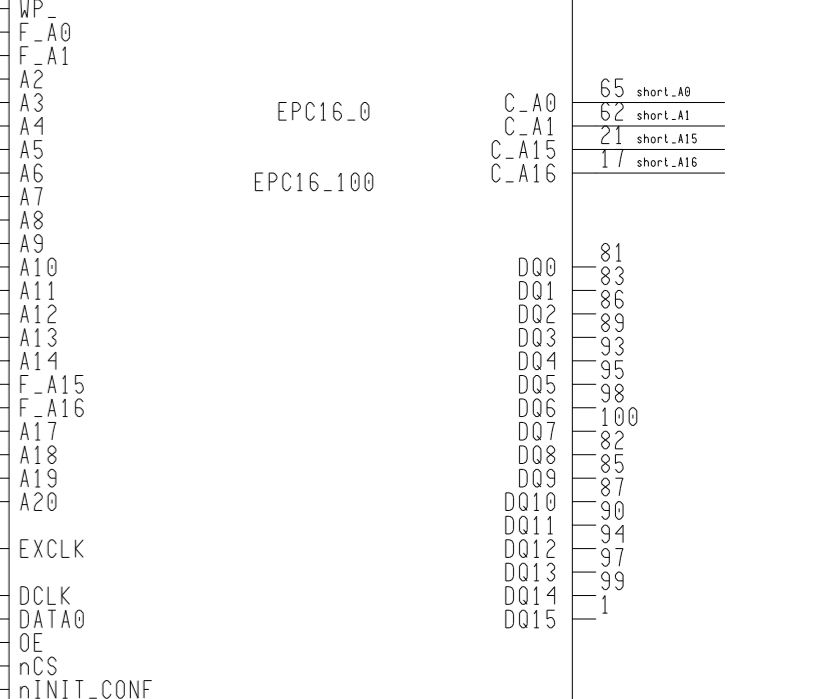 WP_
F_A0
F_A1
A2
A3
A4
A5
A6
A7
A8
A9
A10
A11
A12
A13
A14
F_A15
F_A16
A17
A18
A19
A20
EXCLK
DCLK
DATA0
OE
nCS
nINIT_CONF
EPC16_0
EPC16_100
C_A0 65 short_A0
C_A1 62 short_A1
C_A15 21 short_A15
C_A16 17 short_A16
DQ0 81
DQ1 83
DQ2 86
DQ3 89
DQ4 93
DQ5 95
DQ6 98
DQ7 100
DQ8 82
DQ9 85
DQ10 87
DQ11 90
DQ12 94
DQ13 97
DQ14 99
DQ15 1